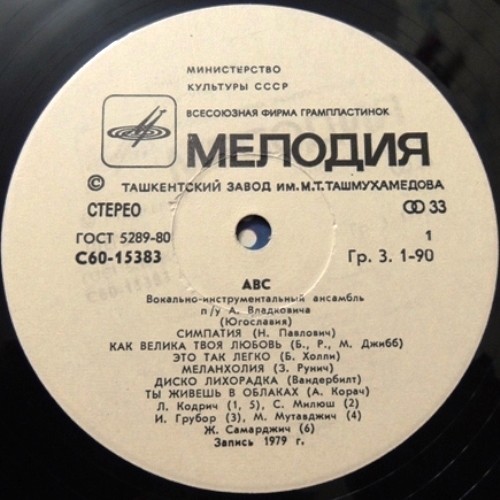 МИНИСТЕРСТВО
КУЛЬТУРЫ СССР
ВСЕСОЮЗНАЯ ФИРМА ГРАМПЛАСТИНОК
МЕЛОДИЯ
© ТАШКЕНТСКИЙ ЗАВОД ИМ. М.Т.ТАШМУХАМЕДОВА
СТЕРЕО 33
ГОСТ 5289-80 1
С60-15383 Гр. 3. 1-90
АВС
Вокально-инструментальный ансамбль
п/у А. Владковича
(Югославия)
СИМПАТИЯ (Н. Павлович)
КАК ВЕЛИКА ТВОЯ ЛЮБОВЬ (Б., Р., М. Джибб)
ЭТО ТАК ЛЕГКО (Б. Холли)
МЕЛАНХОЛИЯ (З. Рунич)
ДИСКО ЛИХОРАДКА (Вандербилт)
ТЫ ЖИВЕШЬ В ОБЛАКАХ (А. Корач)
Л. Кодрич (1, 5), С. Милюш (2)
И. Грубор (3), М. Мутавджич (4)
Ж. Самарджич (6)
Запись 1979 г.